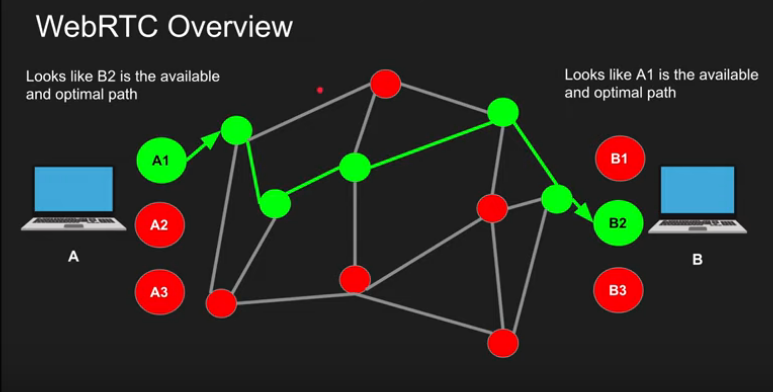 WebRTC Overview
Looks like B2 is the available
and optimal path
Looks like A1 is the available
and optimal path
A1
A2
A3
A
B1
B2
B3
B